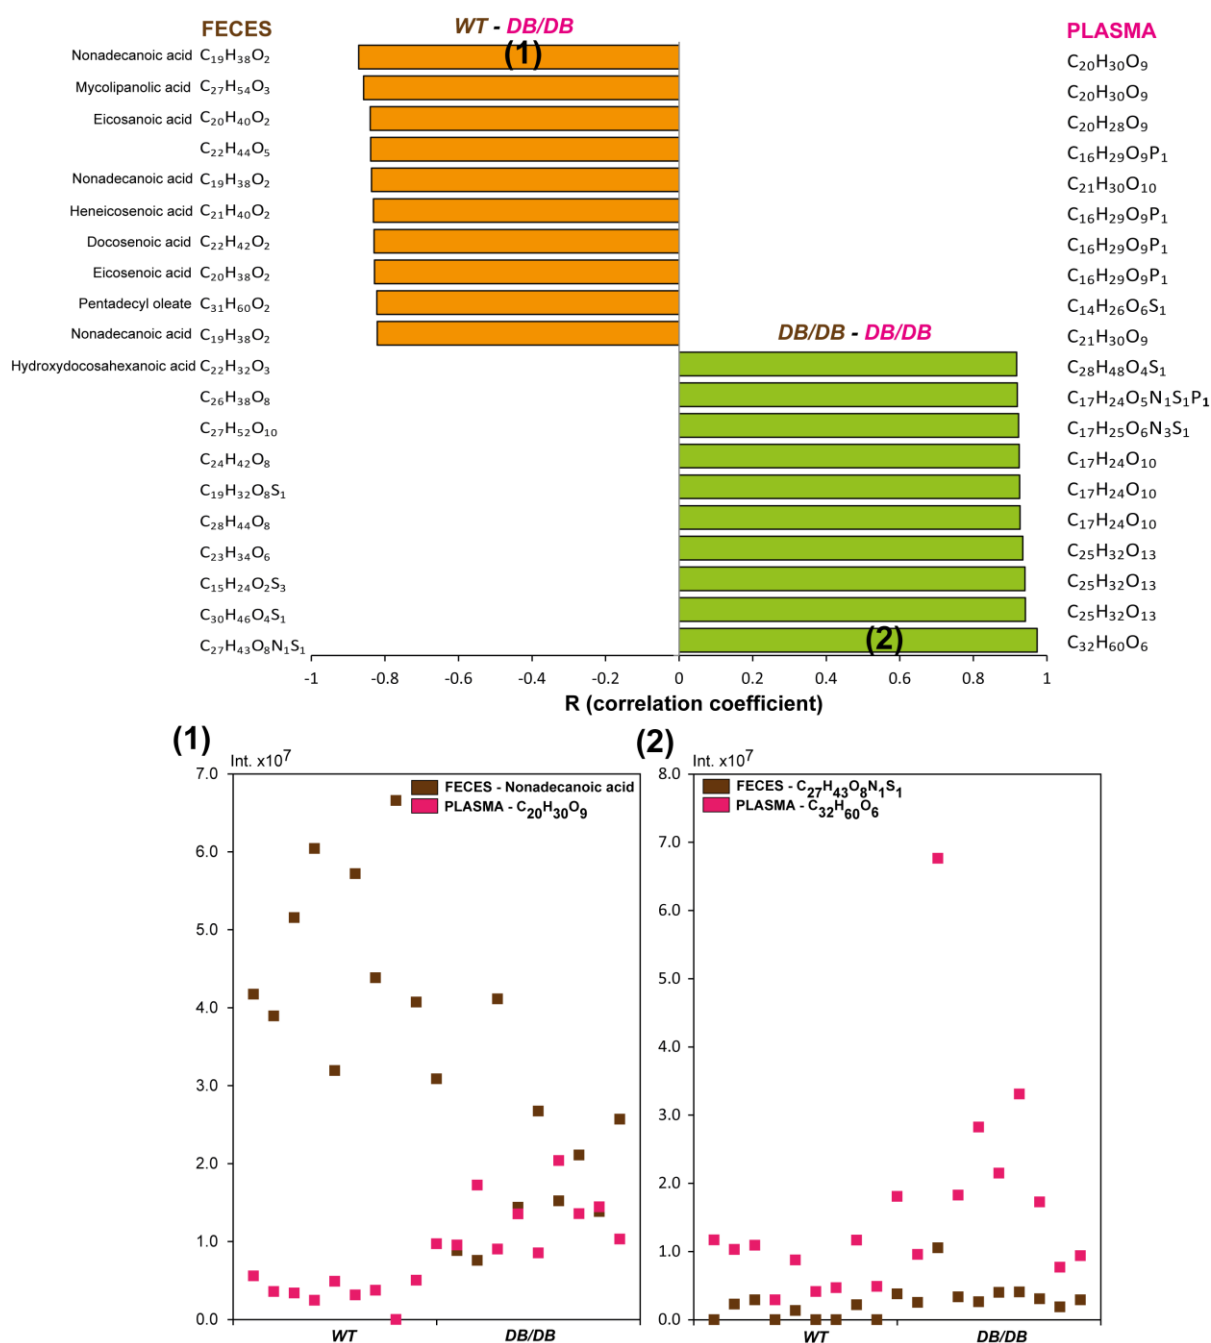 FECES WT - DB/DB PLASMA
Nonadecanoic acid C19H38O2 (1) C20H30O9
Mycolipanolic acid C27H54O3 C20H30O9
Eicosanoic acid C20H40O2 C20H28O9
C22H44O5 C16H29O9P1
Nonadecanoic acid C19H38O2 C21H30O10
Heneicosenoic acid C21H40O2 C16H29O9P1
Docosenoic acid C22H42O2 C16H29O9P1
Eicosenoic acid C20H38O2 C16H29O9P1
Pentadecyl oleate C31H60O2 C14H26O6S1
Nonadecanoic acid C19H38O2 DB/DB - DB/DB C21H30O9
Hydroxydocosahexanoic acid C22H32O3 C28H48O4S1
C26H38O8 C17H24O5N1S1P1
C27H52O10 C17H25O6N3S1
C24H42O8 C17H24O10
C19H32O8S1 C17H24O10
C28H44O8 C17H24O10
C23H34O6 C25H32O13
C15H24O2S3 C25H32O13
C30H46O4S1 C25H32O13
C27H43O8N1S1 (2) C32H60O6
-1 -0.8 -0.6 -0.4 -0.2 0 0.2 0.4 0.6 0.8 1
R (correlation coefficient)
(1)
Int. x10^7
7.0
6.0
5.0
4.0
3.0
2.0
1.0
0.0
FECES - Nonadecanoic acid
PLASMA - C20H30O9
WT DB/DB
(2)
Int. x10^7
8.0
7.0
6.0
5.0
4.0
3.0
2.0
1.0
0.0
FECES - C27H43O8N1S1
PLASMA - C32H60O6
WT DB/DB